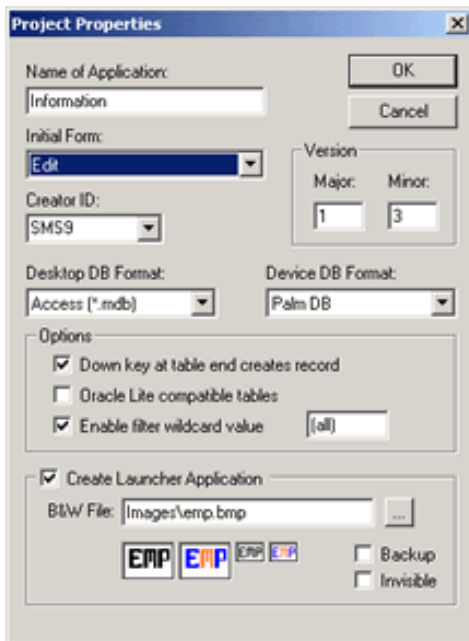 Project Properties
Name of Application:
Information
OK
Cancel
Initial Form:
Edit
Version
Major: Minor:
1 3
Creator ID:
SMS9
Desktop DB Format: Device DB Format:
Access (*.mdb) Palm DB
Options
Down key at table end creates record
Oracle Lite compatible tables
Enable filter wildcard value (all)
Create Launcher Application
B&W File: Images\emp.bmp ...
EMP EMP EMP EMP
Backup
Invisible